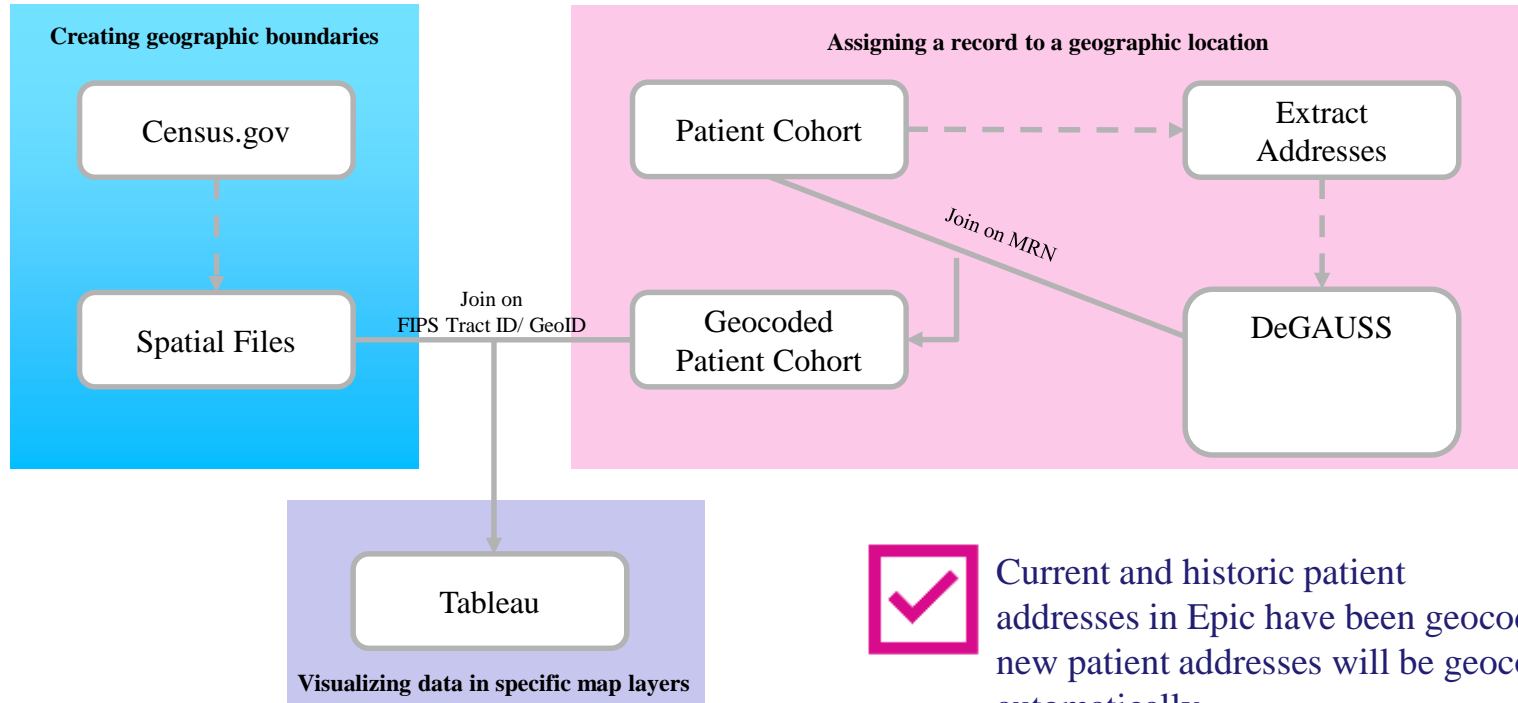 Creating geographic boundaries
Census.gov
Spatial Files
Join on
FIPS Tract ID/ GeoID
Assigning a record to a geographic location
Patient Cohort
Extract
Addresses
Join on MRN
Geocoded
Patient Cohort
DeGAUSS
Tableau
Visualizing data in specific map layers
Current and historic patient
addresses in Epic have been
new patient addresses will be